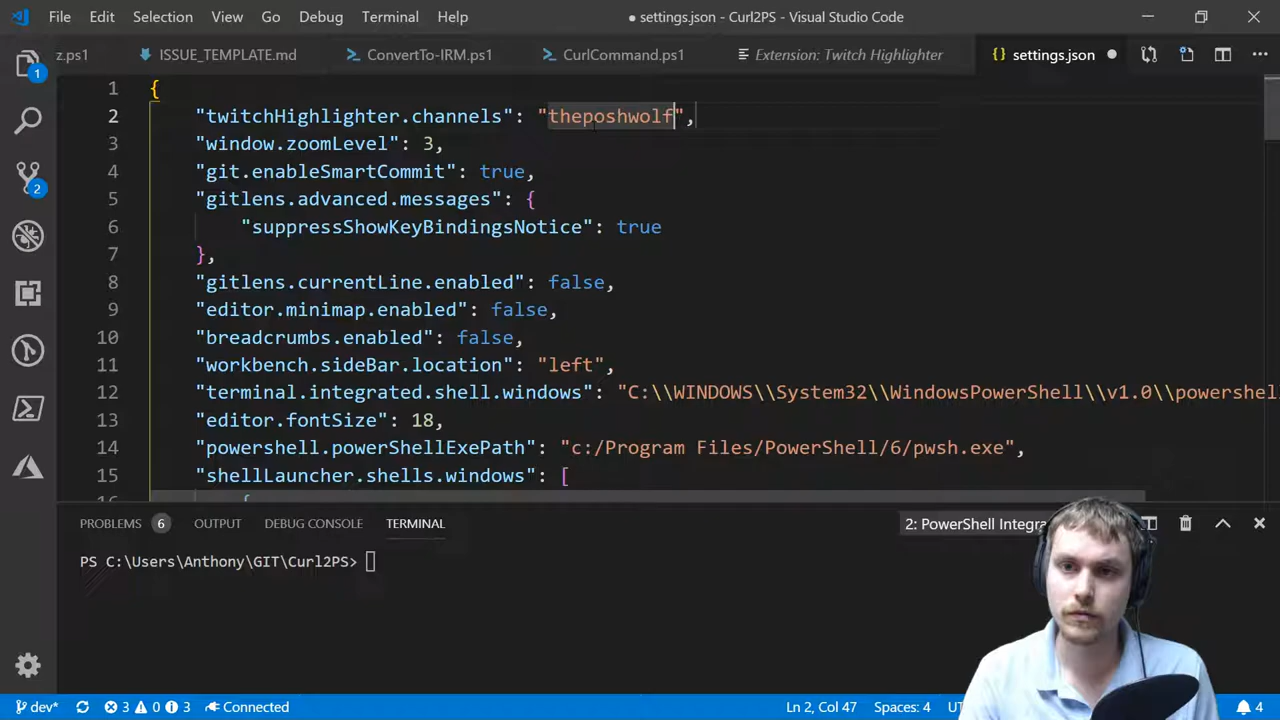 File Edit Selection View Go Debug Terminal Help
● settings.json - Curl2PS - Visual Studio Code
z.ps1 ISSUE_TEMPLATE.md ConvertTo-IRM.ps1 CurlCommand.ps1 Extension: Twitch Highlighter {} settings.json ●
1 {
2 "twitchHighlighter.channels": "theposhwolf",
3 "window.zoomLevel": 3,
4 "git.enableSmartCommit": true,
5 "gitlens.advanced.messages": {
6 "suppressShowKeyBindingsNotice": true
7 },
8 "gitlens.currentLine.enabled": false,
9 "editor.minimap.enabled": false,
10 "breadcrumbs.enabled": false,
11 "workbench.sideBar.location": "left",
12 "terminal.integrated.shell.windows": "C:\\WINDOWS\\System32\\WindowsPowerShell\\v1.0\\powershell
13 "editor.fontSize": 18,
14 "powershell.powerShellExePath": "c:/Program Files/PowerShell/6/pwsh.exe",
15 "shellLauncher.shells.windows": [
16 {
1
2
PROBLEMS 6 OUTPUT DEBUG CONSOLE TERMINAL 2: PowerShell Integra
PS C:\Users\Anthony\GIT\Curl2PS>
dev* 3 0 3 Connected Ln 2, Col 47 Spaces: 4 4